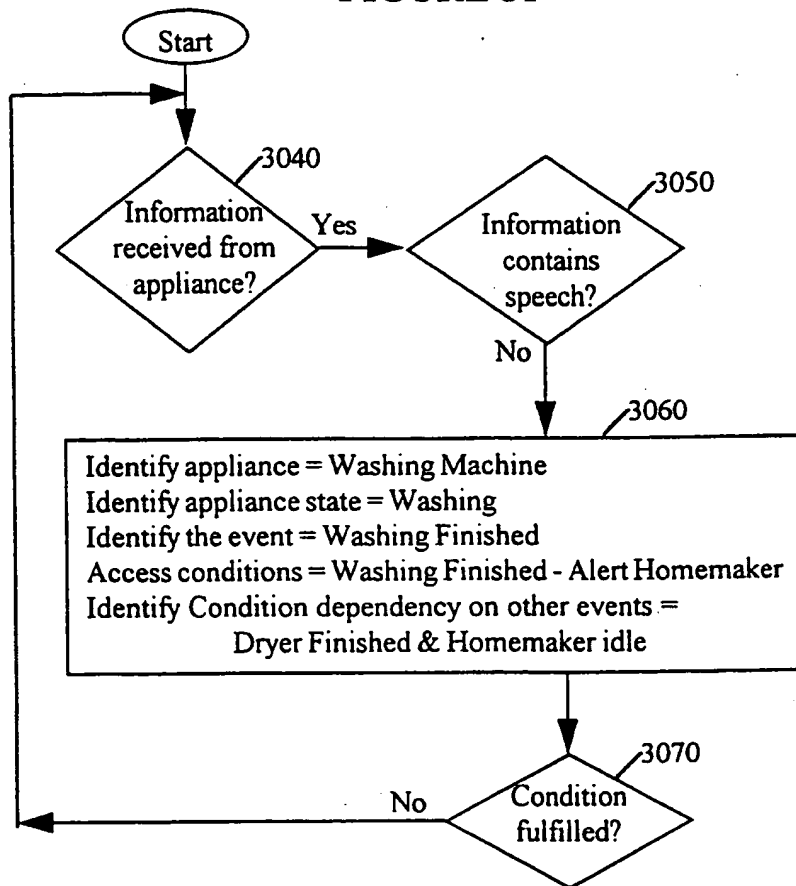 Start
3040
Information
received from
appliance?
Yes
3050
Information
contains
speech?
No
3060
Identify appliance = Washing Machine
Identify appliance state = Washing
Identify the event = Washing Finished
Access conditions = Washing Finished - Alert Homemaker
Identify Condition dependency on other events =
Dryer Finished & Homemaker idle
3070
Condition
fulfilled?
No